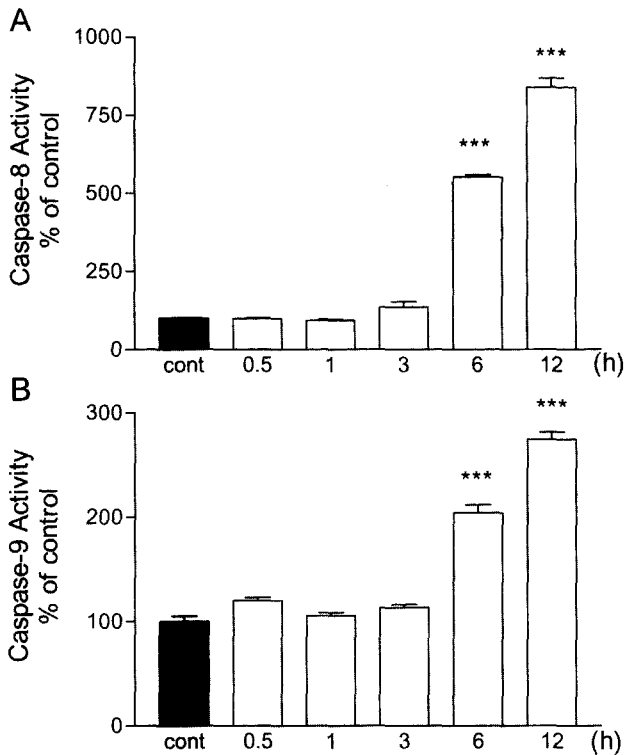 A
Caspase-8 Activity
% of control
1000
750
500
250
0
***
***
cont 0.5 1 3 6 12 (h)
B
Caspase-9 Activity
% of control
300
200
100
0
***
***
cont 0.5 1 3 6 12 (h)